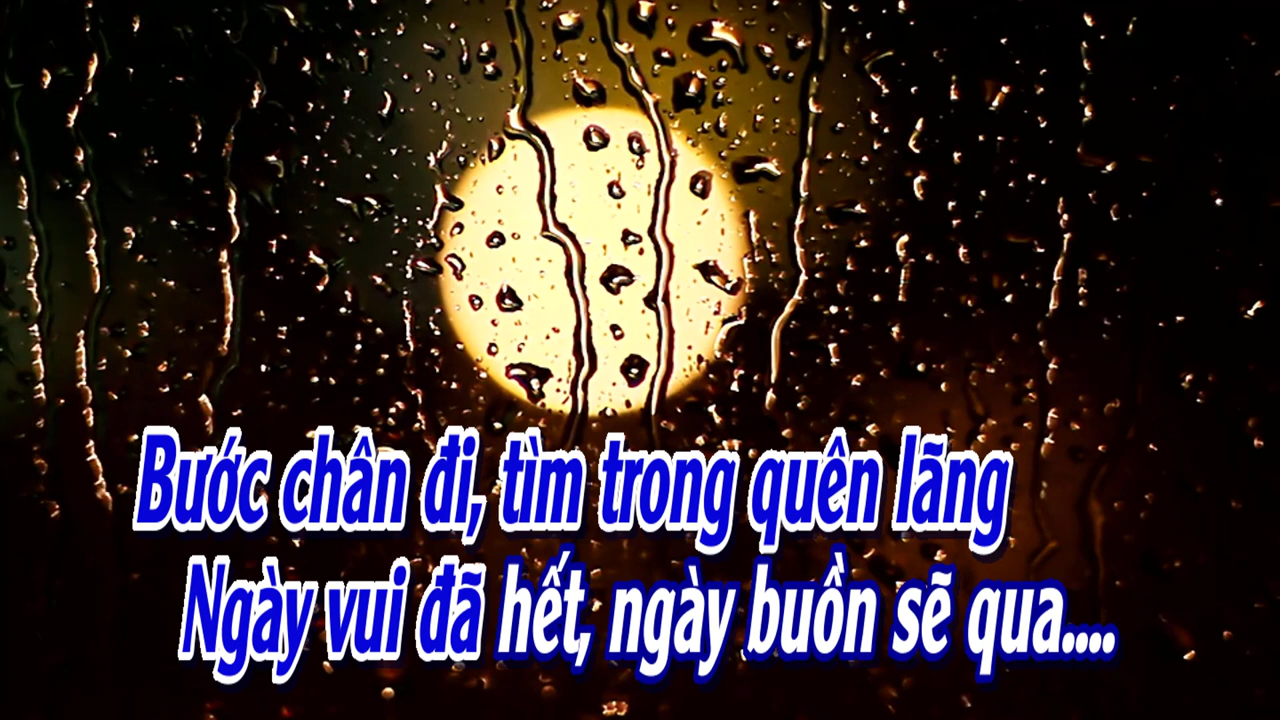 Bước chân đi, tìm trong quên lãng
Ngày vui đã hết, ngày buồn sẽ qua....